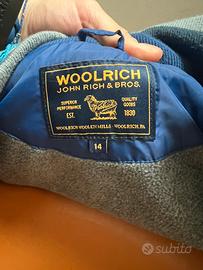 WOOLRICH
JOHN RICH & BROS.
SUPERIOR PERFORMANCE
QUALITY GOODS
EST.
1830
WOOLRICH WOOLEN MILLS · WOOLRICH, PA
14
subito